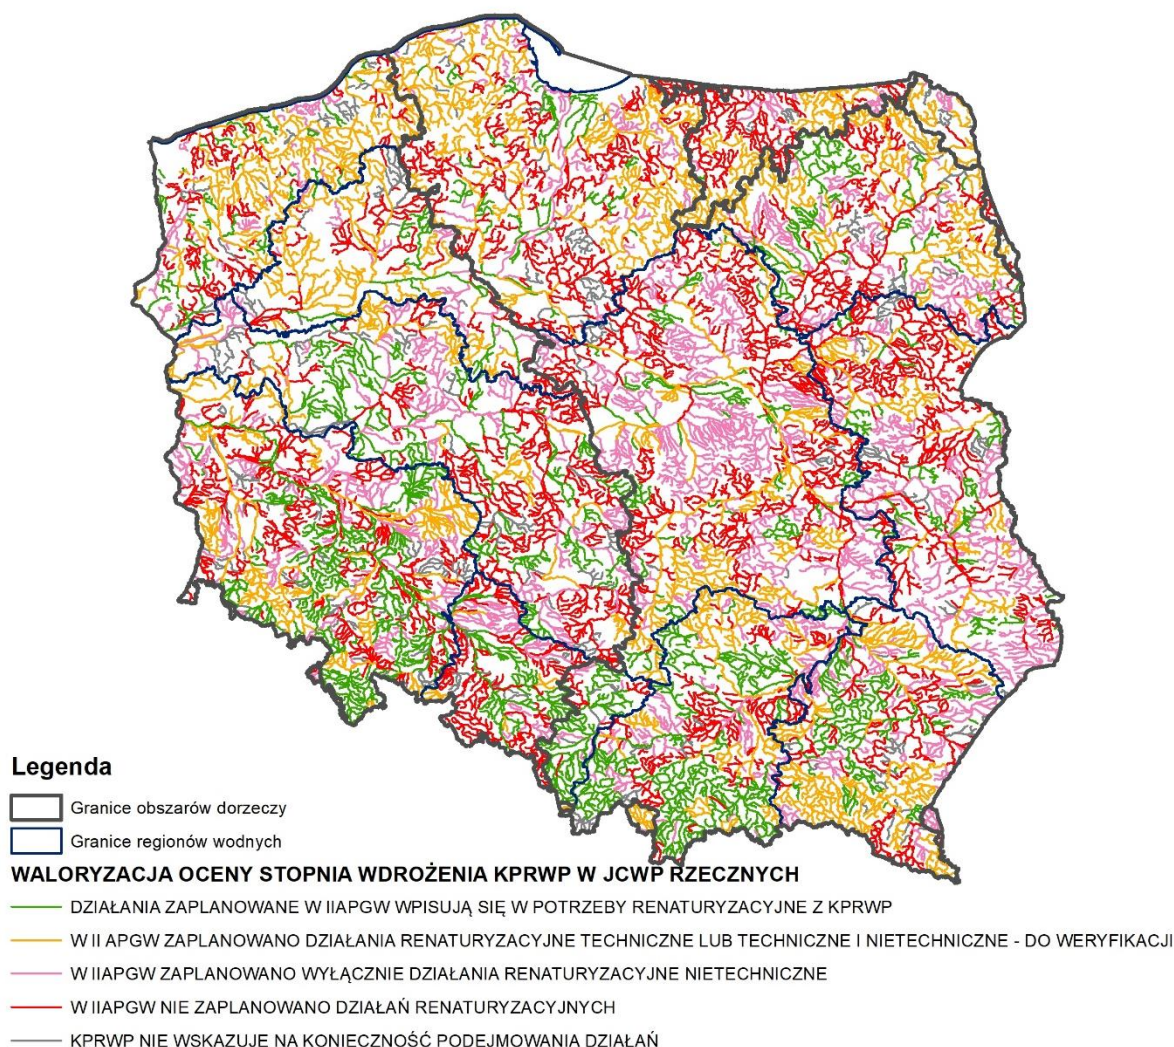 Legenda
Granice obszarów dorzeczy
Granice regionów wodnych
WALORYZACJA OCENY STOPNIA WDROŻENIA KPRWP W JCWP RZECZNYCH
DZIAŁANIA ZAPLANOWANE W IIAPGW WPISUJĄ SIĘ W POTRZEBY RENATURYZACYJNE Z KPRWP
W II APGW ZAPLANOWANO DZIAŁANIA RENATURYZACYJNE TECHNICZNE LUB TECHNICZNE I NIETECHNICZNE - DO WERYFIKACJI
W IIAPGW ZAPLANOWANO WYŁĄCZNIE DZIAŁANIA RENATURYZACYJNE NIETECHNICZNE
W IIAPGW NIE ZAPLANOWANO DZIAŁAŃ RENATURYZACYJNYCH
KPRWP NIE WSKAZUJE NA KONIECZNOŚĆ PODEJMOWANIA DZIAŁAŃ